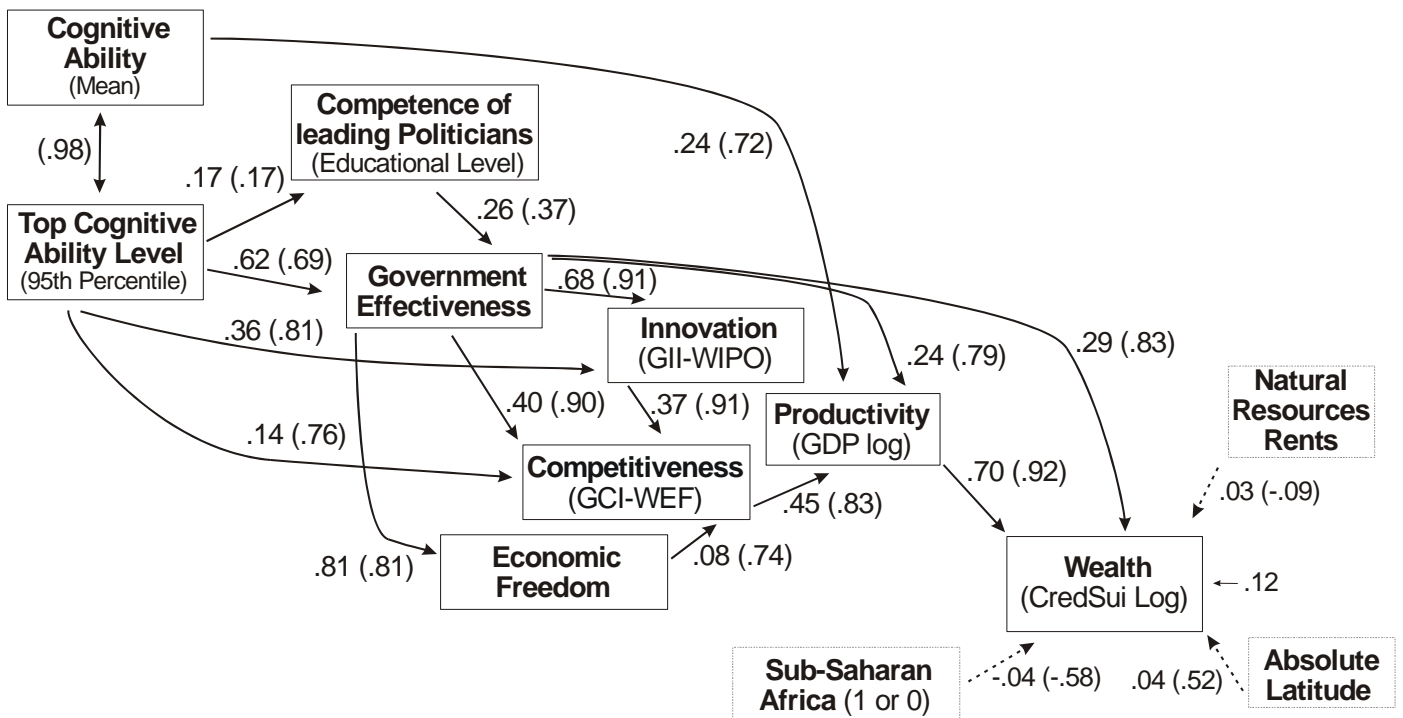 Cognitive
Ability
(Mean)
(.98)
Top Cognitive
Ability Level
(95th Percentile)
.17 (.17)
Competence of
leading Politicians
(Educational Level)
.26 (.37)
.62 (.69)
Government
Effectiveness
.24 (.72)
.68 (.91)
.36 (.81)
Innovation
(GII-WIPO)
.24 (.79)
.29 (.83)
.40 (.90)
.37 (.91)
Productivity
(GDP log)
Natural
Resources
Rents
.14 (.76)
Competitiveness
(GCI-WEF)
.45 (.83)
.70 (.92)
.03 (-.09)
.81 (.81)
Economic
Freedom
.08 (.74)
Wealth
(CredSui Log)
.12
Sub-Saharan
Africa (1 or 0)
-.04 (-.58)
.04 (.52)
Absolute
Latitude